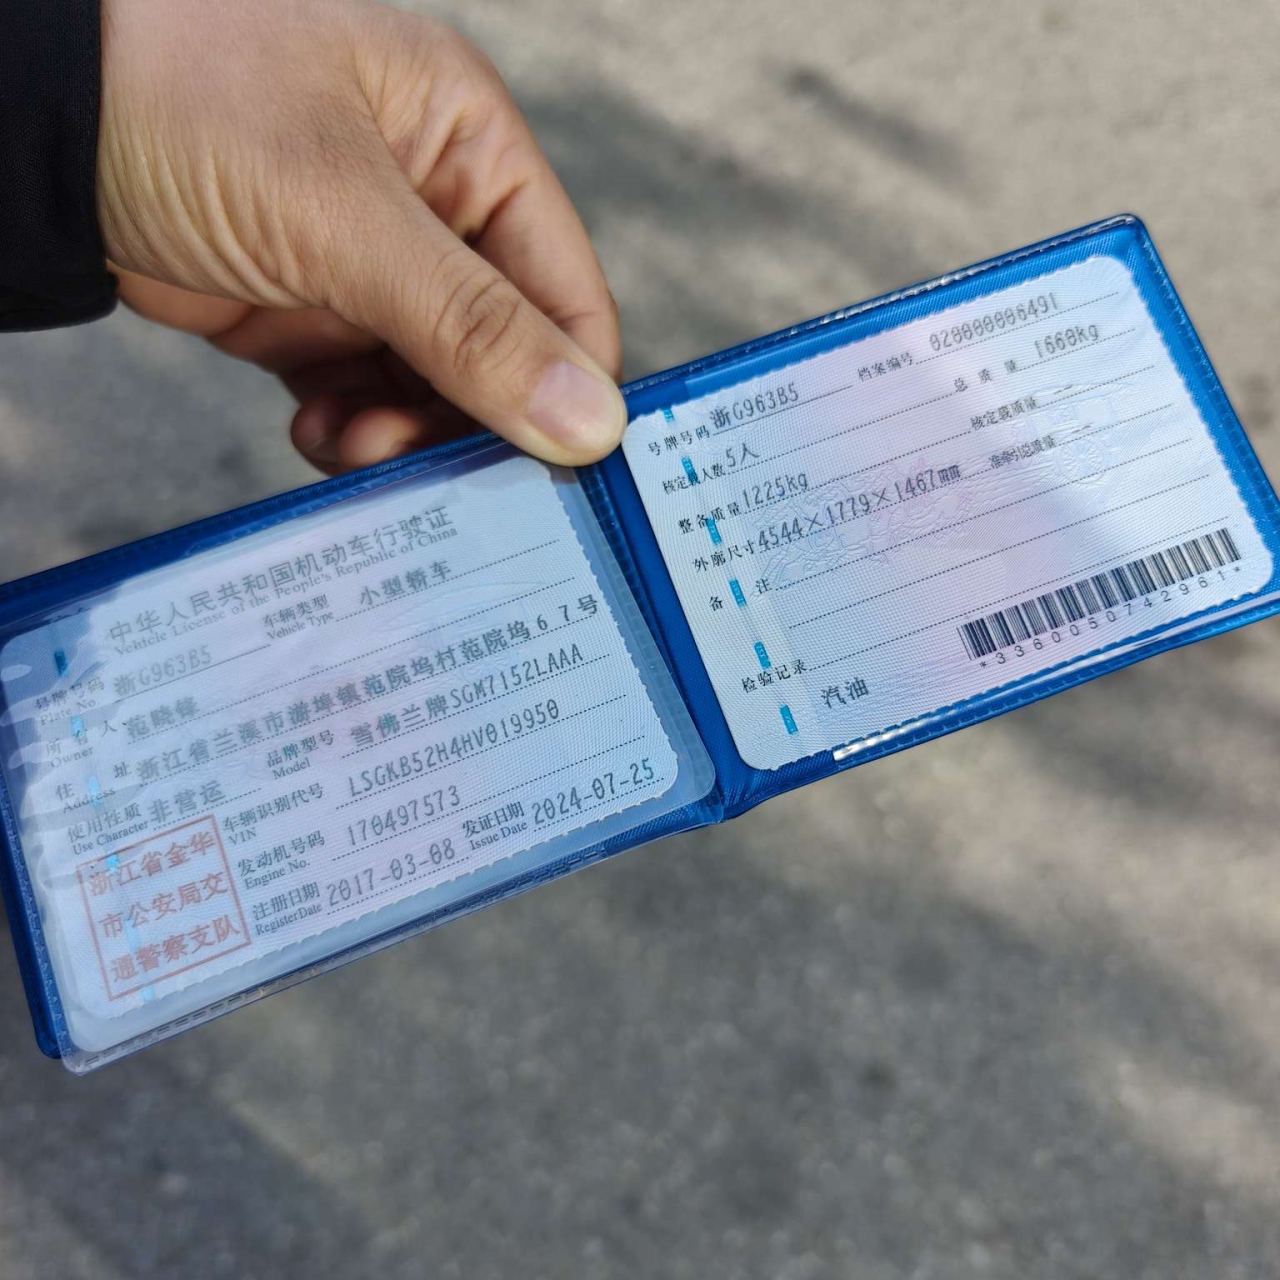 中华人民共和国机动车行驶证
Vehicle License of the People's Republic of China
号牌号码 浙G963B5 车辆类型 小型轿车
Plate No. Vehicle Type
所有人 范晓锋
Owner
住址 浙江省兰溪市游埠镇范院坞村范院坞67号
Address
使用性质 非营运 品牌型号 雪佛兰牌SGM7152LAAA
Use Character Model
车辆识别代号 LSGKB52H4HV019950
VIN
发动机号码 170497573
Engine No.
注册日期 2017-03-08 发证日期 2024-07-25
Register Date Issue Date
浙江省金华
市公安局交
通警察支队
号牌号码 浙G963B5 档案编号 020000006491
核定载人数 5人 总质量 1660kg
整备质量 1225kg 核定载质量 --
外廓尺寸 4544×1779×1467mm 准牵引总质量 --
备注
检验记录
汽油
*3360050742961*